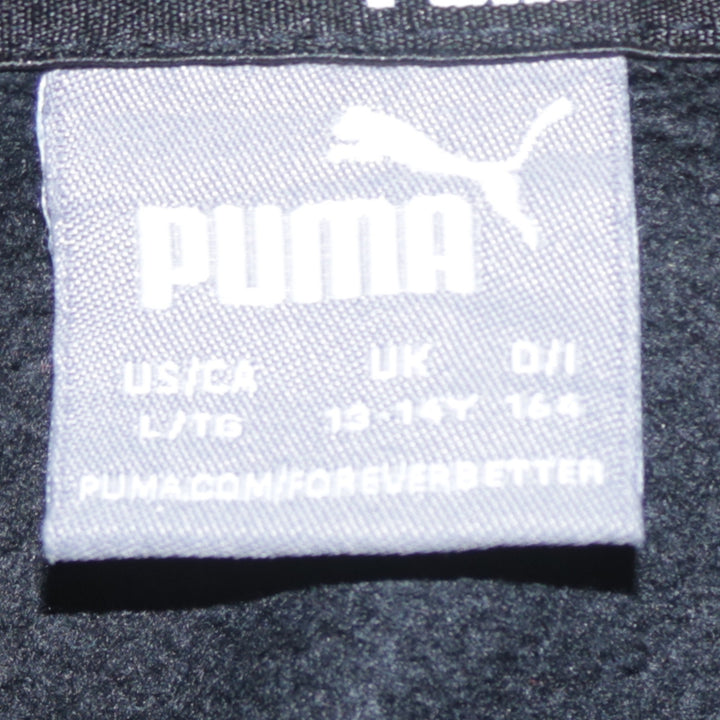 PUMA
US/CA UK D/I
L/TG 13-14Y 164
PUMA.COM/FOREVERBETTER